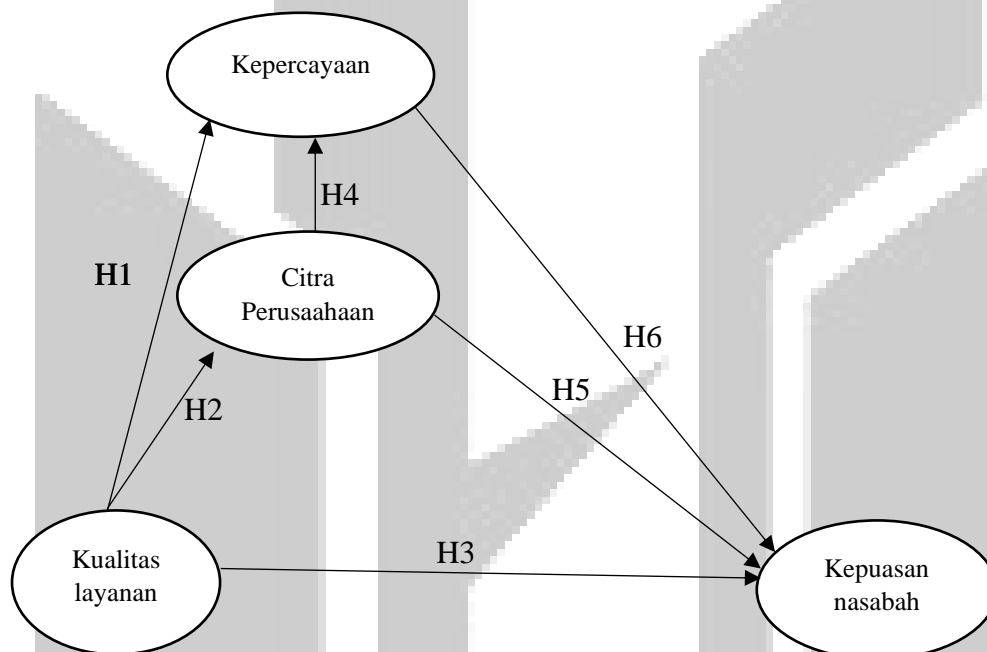 Kepercayaan
H4
H1
Citra
Perusaahaan
H6
H5
H2
H3
Kualitas
layanan
Kepuasan
nasabah